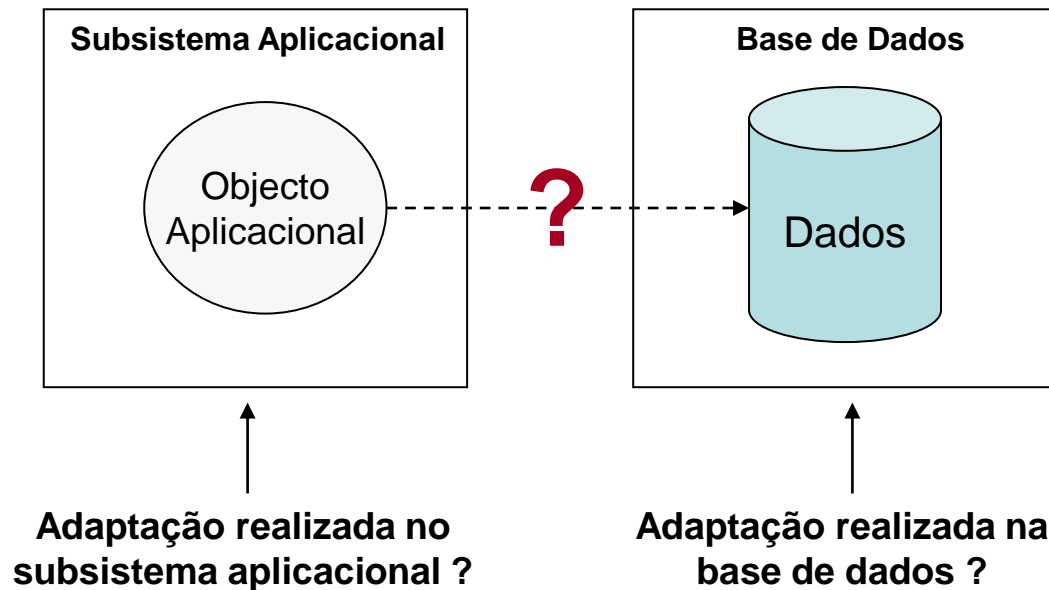 Subsistema Aplicacional
Base de Dados
Objecto
Aplicacional
?
Dados
Adaptação realizada no
subsistema aplicacional ?
Adaptação realizada na
base de dados ?